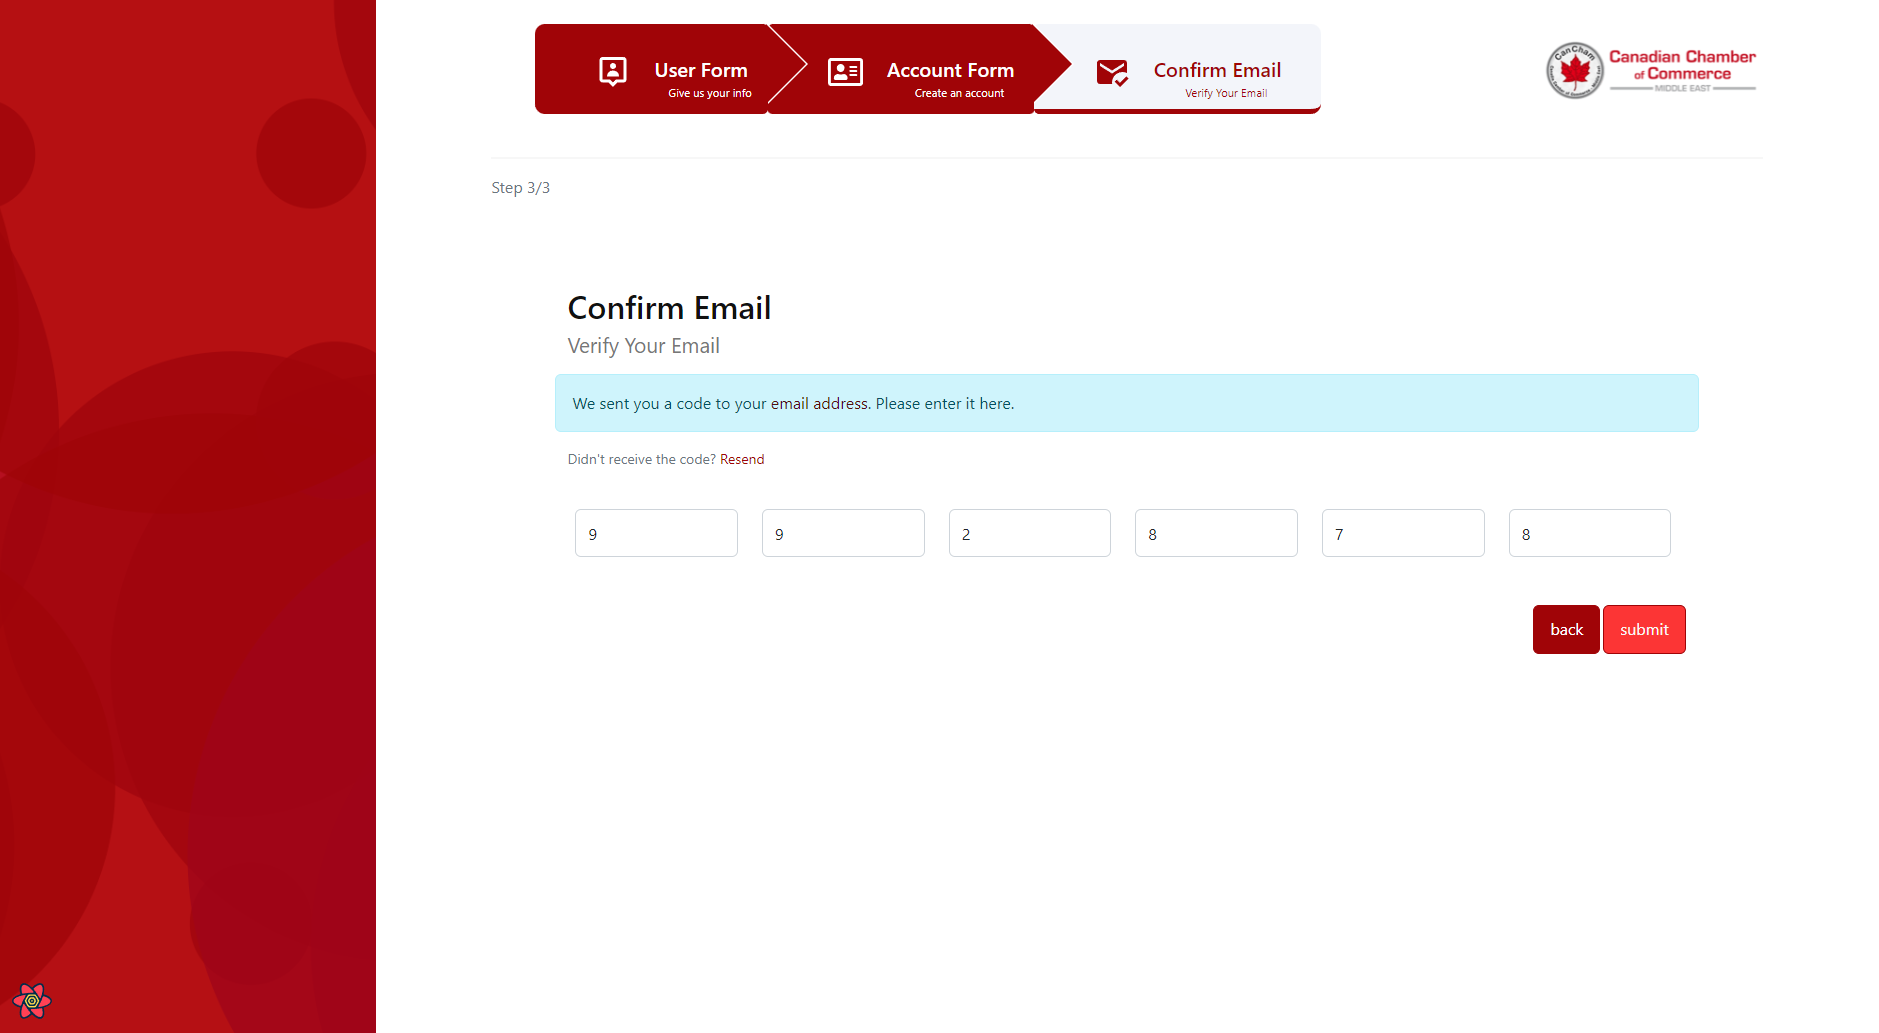 User Form
Give us your info
Account Form
Create an account
Confirm Email
Verify Your Email
CanCham
Canadian Chamber
of Commerce
MIDDLE EAST
Step 3/3
Confirm Email
Verify Your Email
We sent you a code to your email address. Please enter it here.
Didn't receive the code? Resend
9 9 2 8 7 8
back submit